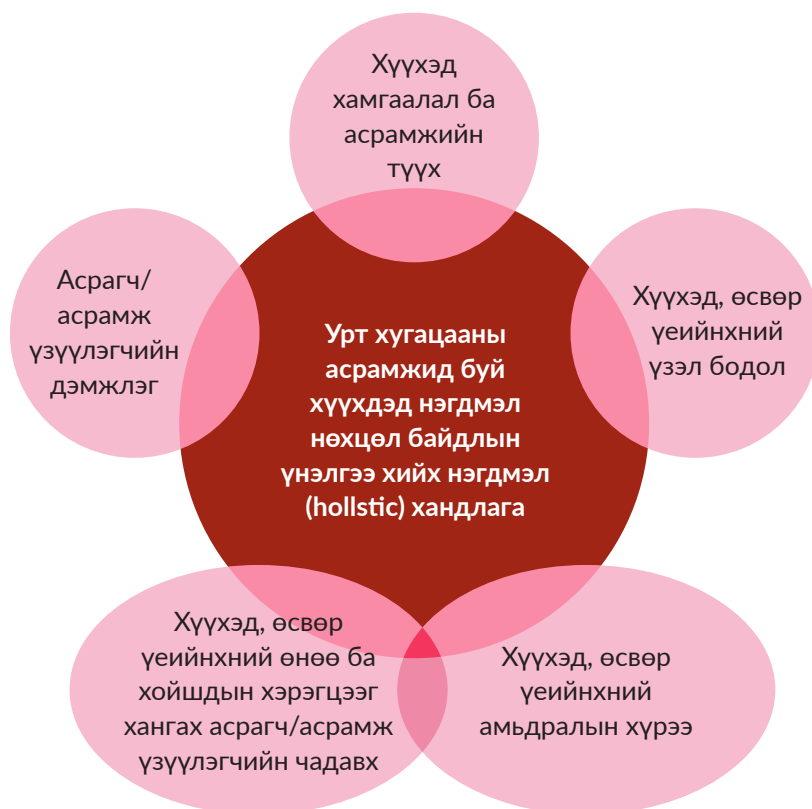 Хүүхэд
хамгаалал ба
асрамжийн
түүх
Асрагч/
асрамж
үзүүлэгчийн
дэмжлэг
Хүүхэд, өсвөр
үеийнхний
үзэл бодол
Урт хугацааны
асрамжид буй
хүүхдэд нэгдмэл
нөхцөл байдлын
үнэлгээ хийх нэгдмэл
(hollstic) хандлага
Хүүхэд, өсвөр
үеийнхний өнөө ба
хойшдын хэрэгцээг
хангах асрагч/асрамж
үзүүлэгчийн чадавх
Хүүхэд, өсвөр
үеийнхний
амьдралын хүрээ